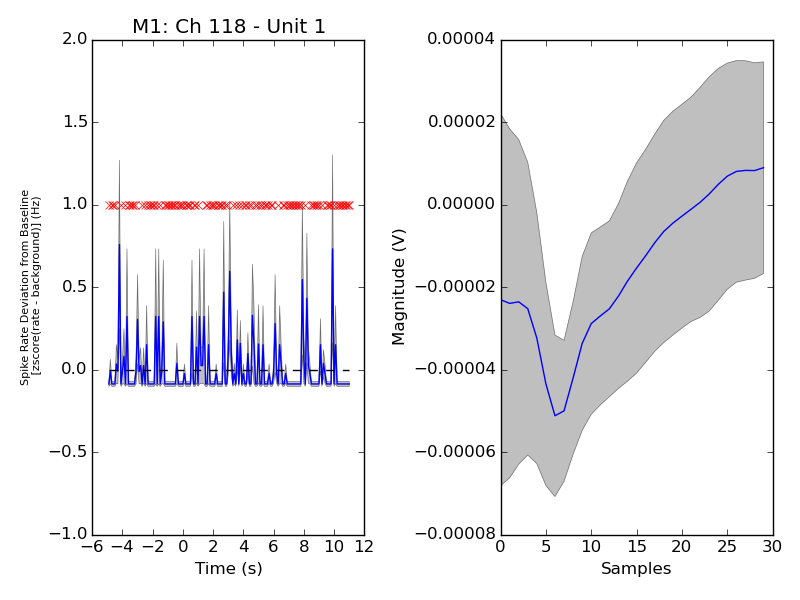 M1: Ch 118 - Unit 1
2.0
1.5
1.0
0.5
0.0
−0.5
−1.0
−6 −4 −2 0 2 4 6 8 10 12
Time (s)
Spike Rate Deviation from Baseline
[zscore(rate - background)] (Hz)
0.00004
0.00002
0.00000
−0.00002
−0.00004
−0.00006
−0.00008
0 5 10 15 20 25 30
Samples
Magnitude (V)